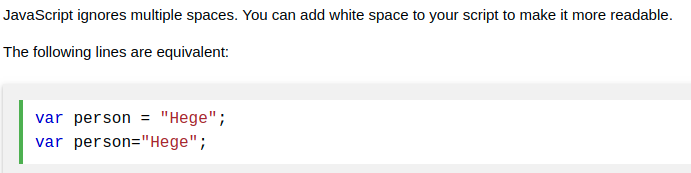 JavaScript ignores multiple spaces. You can add white space to your script to make it more readable.
The following lines are equivalent:
var person = "Hege";
var person="Hege";